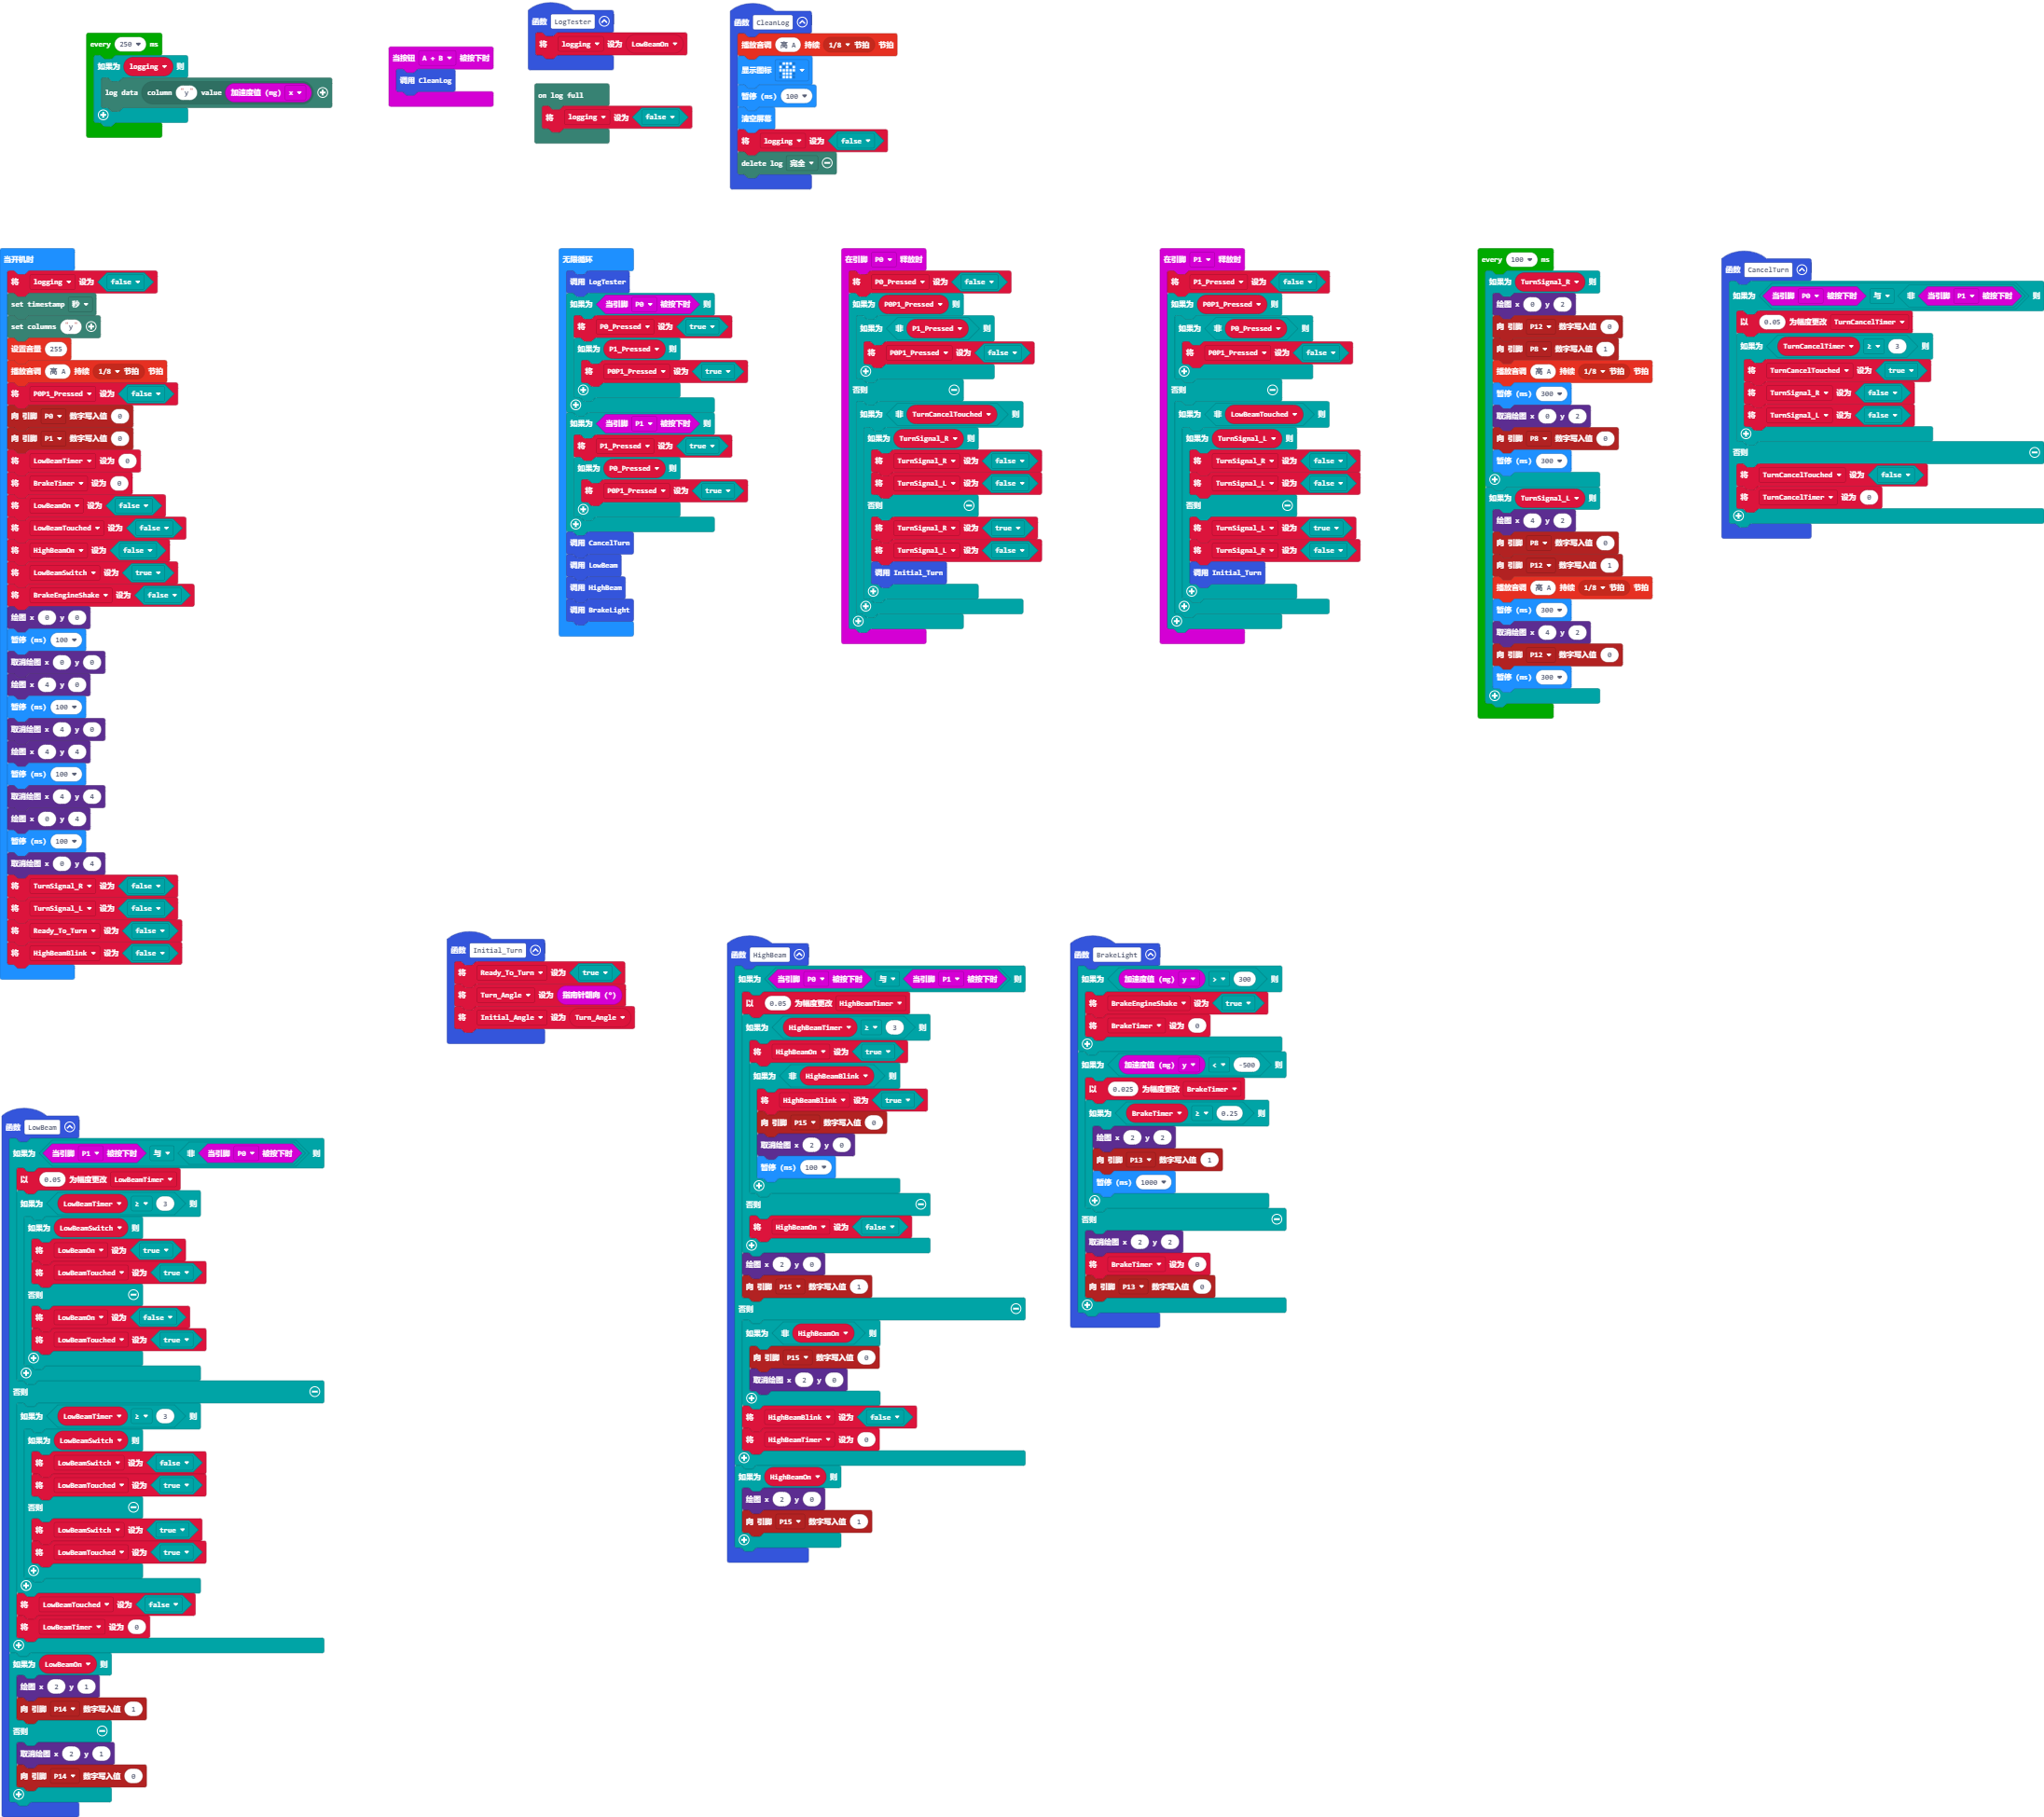 every 250 ms
如果为 logging 则
log data column "y" value 加速度值 (mg) x
当按钮 A + B 被按下时
调用 CleanLog
函数 LogTester
将 logging 设为 LowBeamOn
on log full
将 logging 设为 false
函数 CleanLog
播放音调 高 A 持续 1/8 节拍 节拍
显示图标
暂停 (ms) 100
清空屏幕
将 logging 设为 false
delete log 完全
当开机时
将 logging 设为 false
set timestamp 秒
set columns "y"
设置音量 255
播放音调 高 A 持续 1/8 节拍 节拍
将 P0P1_Pressed 设为 false
向 引脚 P0 数字写入值 0
向 引脚 P1 数字写入值 0
将 LowBeamTimer 设为 0
将 BrakeTimer 设为 0
将 LowBeamOn 设为 false
将 LowBeamTouched 设为 false
将 HighBeamOn 设为 false
将 LowBeamSwitch 设为 true
将 BrakeEngineShake 设为 false
绘图 x 0 y 0
暂停 (ms) 100
取消绘图 x 0 y 0
绘图 x 4 y 0
暂停 (ms) 100
取消绘图 x 4 y 0
绘图 x 4 y 4
暂停 (ms) 100
取消绘图 x 4 y 4
绘图 x 0 y 4
暂停 (ms) 100
取消绘图 x 0 y 4
将 TurnSignal_R 设为 false
将 TurnSignal_L 设为 false
将 Ready_To_Turn 设为 false
将 HighBeamBlink 设为 false
无限循环
调用 LogTester
如果为 当引脚 P0 被按下时 则
将 P0_Pressed 设为 true
如果为 P1_Pressed 则
将 P0P1_Pressed 设为 true
如果为 当引脚 P1 被按下时 则
将 P1_Pressed 设为 true
如果为 P0_Pressed 则
将 P0P1_Pressed 设为 true
调用 CancelTurn
调用 LowBeam
调用 HighBeam
调用 BrakeLight
在引脚 P0 释放时
将 P0_Pressed 设为 false
如果为 P0P1_Pressed 则
如果为 非 P1_Pressed 则
将 P0P1_Pressed 设为 false
否则
如果为 非 TurnCancelTouched 则
如果为 TurnSignal_R 则
将 TurnSignal_R 设为 false
将 TurnSignal_L 设为 false
否则
将 TurnSignal_R 设为 true
将 TurnSignal_L 设为 false
调用 Initial_Turn
在引脚 P1 释放时
将 P1_Pressed 设为 false
如果为 P0P1_Pressed 则
如果为 非 P0_Pressed 则
将 P0P1_Pressed 设为 false
否则
如果为 非 LowBeamTouched 则
如果为 TurnSignal_L 则
将 TurnSignal_R 设为 false
将 TurnSignal_L 设为 false
否则
将 TurnSignal_L 设为 true
将 TurnSignal_R 设为 false
调用 Initial_Turn
every 100 ms
如果为 TurnSignal_R 则
绘图 x 0 y 2
向 引脚 P12 数字写入值 0
向 引脚 P8 数字写入值 1
播放音调 高 A 持续 1/8 节拍 节拍
暂停 (ms) 300
取消绘图 x 0 y 2
向 引脚 P8 数字写入值 0
暂停 (ms) 300
如果为 TurnSignal_L 则
绘图 x 4 y 2
向 引脚 P8 数字写入值 0
向 引脚 P12 数字写入值 1
播放音调 高 A 持续 1/8 节拍 节拍
暂停 (ms) 300
取消绘图 x 4 y 2
向 引脚 P12 数字写入值 0
暂停 (ms) 300
函数 CancelTurn
如果为 当引脚 P0 被按下时 与 非 当引脚 P1 被按下时 则
以 0.05 为幅度更改 TurnCancelTimer
如果为 TurnCancelTimer ≥ 3 则
将 TurnCancelTouched 设为 true
将 TurnSignal_R 设为 false
将 TurnSignal_L 设为 false
否则
将 TurnCancelTouched 设为 false
将 TurnCancelTimer 设为 0
函数 Initial_Turn
将 Ready_To_Turn 设为 true
将 Turn_Angle 设为 指南针朝向 (°)
将 Initial_Angle 设为 Turn_Angle
函数 HighBeam
如果为 当引脚 P0 被按下时 与 当引脚 P1 被按下时 则
以 0.05 为幅度更改 HighBeamTimer
如果为 HighBeamTimer ≥ 3 则
将 HighBeamOn 设为 true
如果为 非 HighBeamBlink 则
将 HighBeamBlink 设为 true
向 引脚 P15 数字写入值 0
取消绘图 x 2 y 0
暂停 (ms) 100
否则
将 HighBeamOn 设为 false
绘图 x 2 y 0
向 引脚 P15 数字写入值 1
否则
如果为 非 HighBeamOn 则
向 引脚 P15 数字写入值 0
取消绘图 x 2 y 0
将 HighBeamBlink 设为 false
将 HighBeamTimer 设为 0
如果为 HighBeamOn 则
绘图 x 2 y 0
向 引脚 P15 数字写入值 1
函数 BrakeLight
如果为 加速度值 (mg) y > 300 则
将 BrakeEngineShake 设为 true
将 BrakeTimer 设为 0
如果为 加速度值 (mg) y < -500 则
以 0.025 为幅度更改 BrakeTimer
如果为 BrakeTimer ≥ 0.25 则
绘图 x 2 y 2
向 引脚 P13 数字写入值 1
暂停 (ms) 1000
否则
取消绘图 x 2 y 2
将 BrakeTimer 设为 0
向 引脚 P13 数字写入值 0
函数 LowBeam
如果为 当引脚 P1 被按下时 与 非 当引脚 P0 被按下时 则
以 0.05 为幅度更改 LowBeamTimer
如果为 LowBeamTimer ≥ 3 则
如果为 LowBeamSwitch 则
将 LowBeamOn 设为 true
将 LowBeamTouched 设为 true
否则
将 LowBeamOn 设为 false
将 LowBeamTouched 设为 true
否则
如果为 LowBeamTimer ≥ 3 则
如果为 LowBeamSwitch 则
将 LowBeamSwitch 设为 false
将 LowBeamTouched 设为 true
否则
将 LowBeamSwitch 设为 true
将 LowBeamTouched 设为 true
将 LowBeamTouched 设为 false
将 LowBeamTimer 设为 0
如果为 LowBeamOn 则
绘图 x 2 y 1
向 引脚 P14 数字写入值 1
否则
取消绘图 x 2 y 1
向 引脚 P14 数字写入值 0